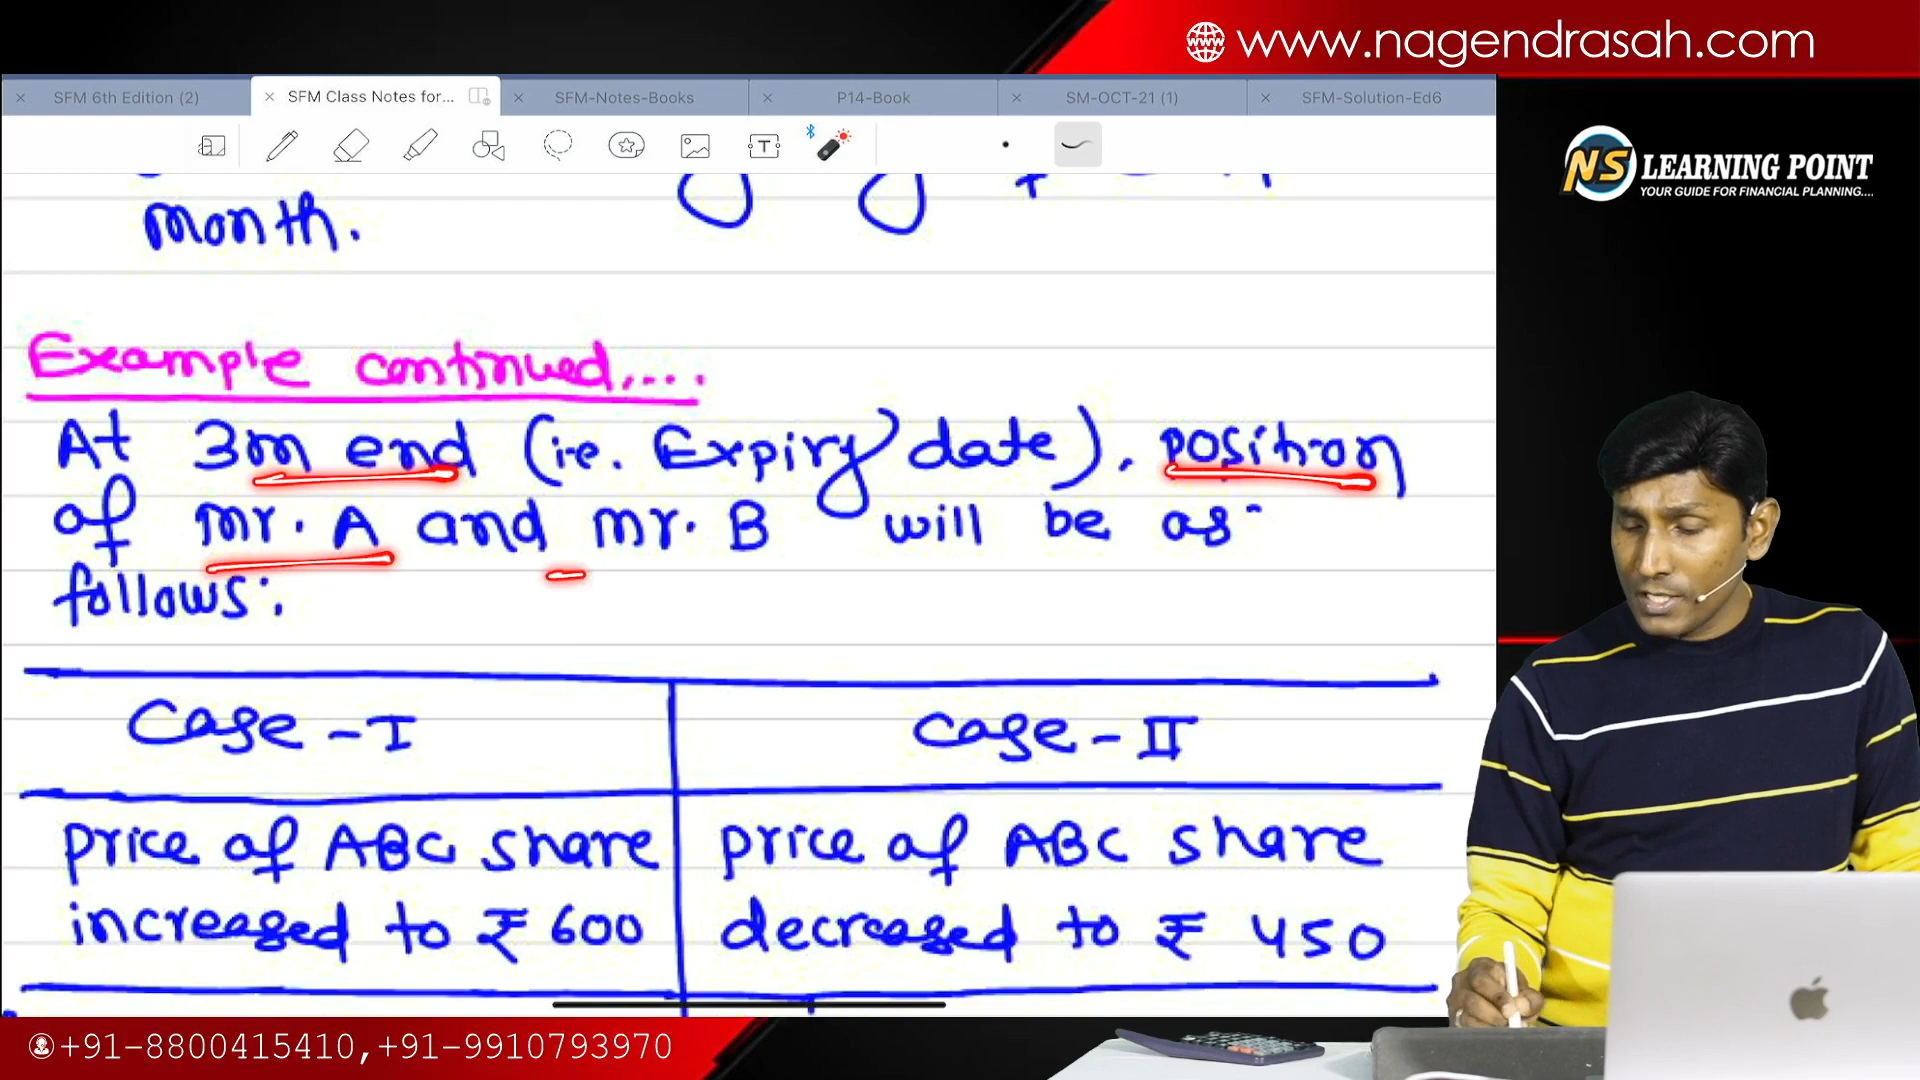 www.nagendrasah.com
SFM 6th Edition (2)
SFM Class Notes for...
SFM-Notes-Books
P14-Book
SM-OCT-21 (1)
SFM-Solution-Ed6
NS LEARNING POINT
YOUR GUIDE FOR FINANCIAL PLANNING....
month.
Example continued....
At 3m end (i.e. Expiry date), position
of Mr. A and Mr. B will be as
follows:
Case - I
Case - II
price of ABC share
increased to ₹ 600
price of ABC share
decreased to ₹ 450
+91-8800415410,+91-9910793970